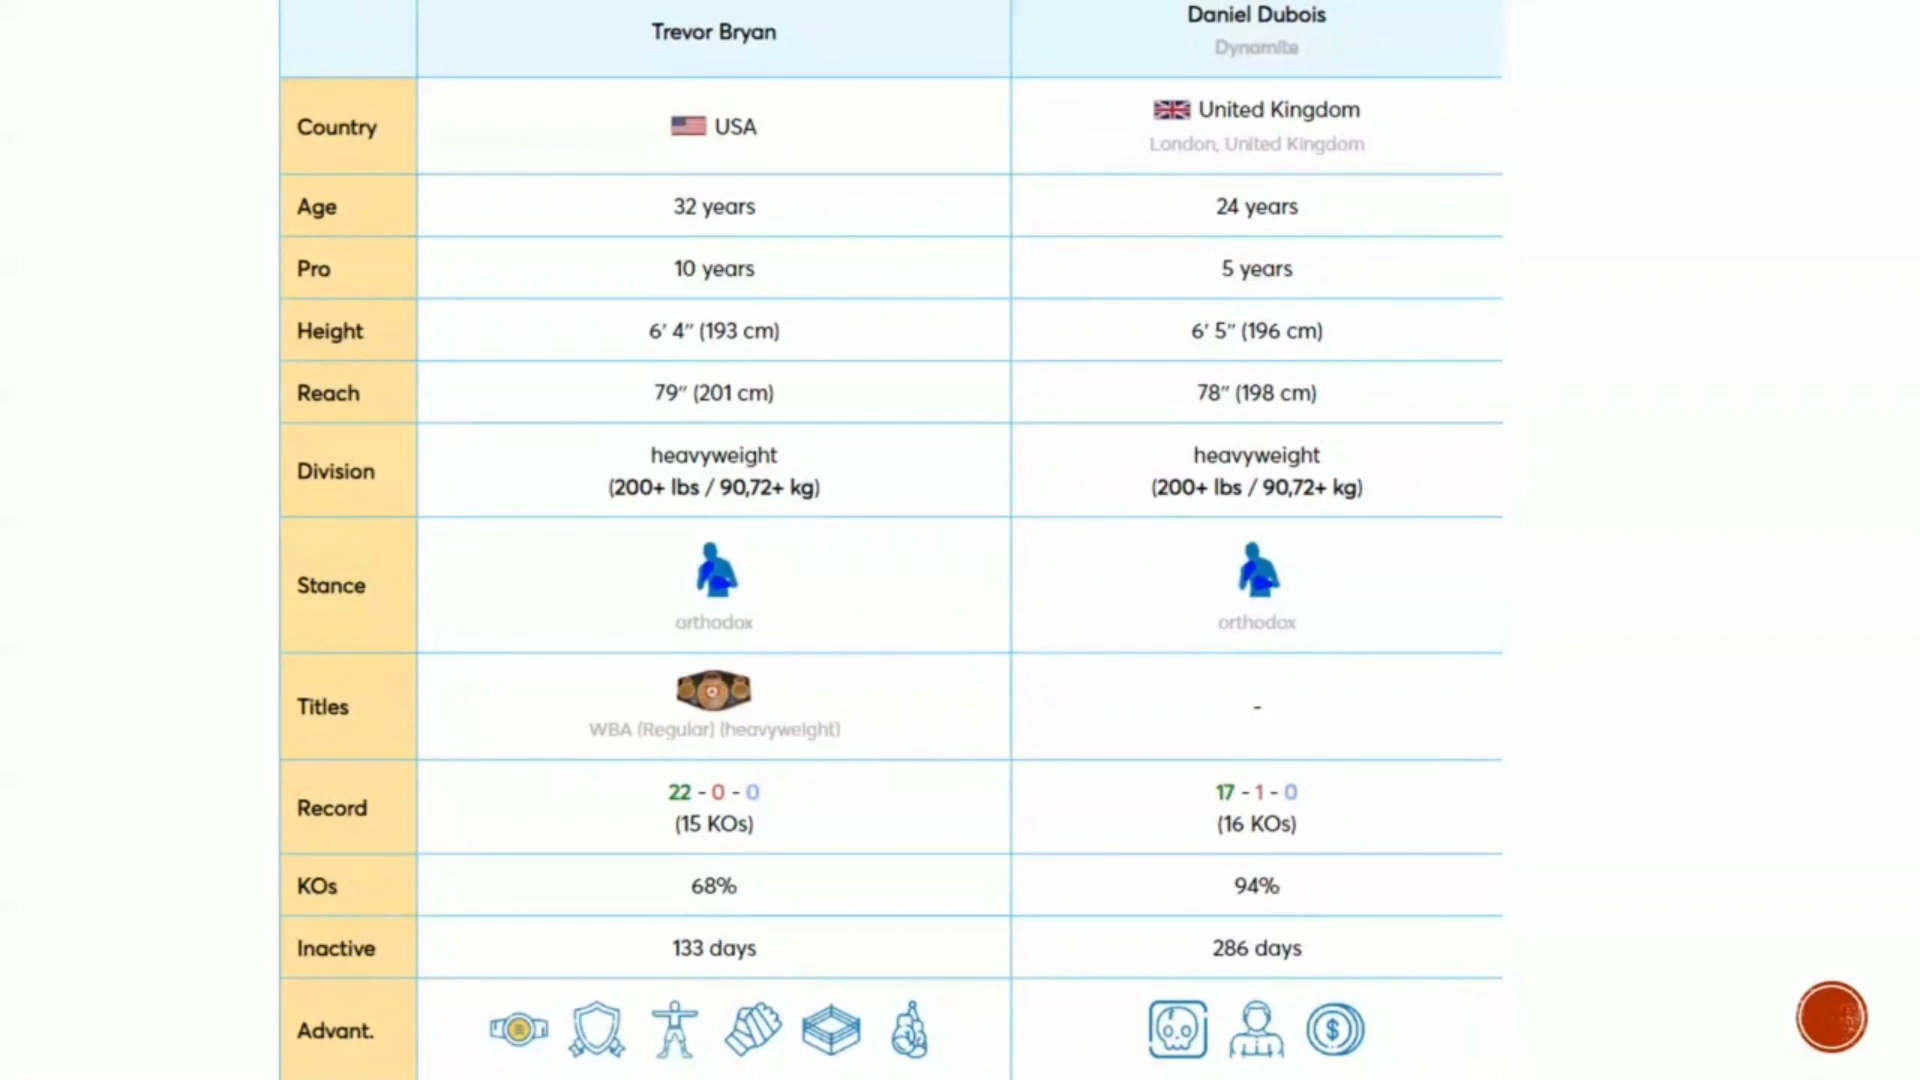 Trevor Bryan
Daniel Dubois
Dynamite
Country
USA
United Kingdom
London, United Kingdom
Age
32 years
24 years
Pro
10 years
5 years
Height
6' 4" (193 cm)
6' 5" (196 cm)
Reach
79" (201 cm)
78" (198 cm)
Division
heavyweight
(200+ lbs / 90,72+ kg)
heavyweight
(200+ lbs / 90,72+ kg)
Stance
orthodox
orthodox
Titles
WBA (Regular) (heavyweight)
-
Record
22 - 0 - 0
(15 KOs)
17 - 1 - 0
(16 KOs)
KOs
68%
94%
Inactive
133 days
286 days
Advant.
$